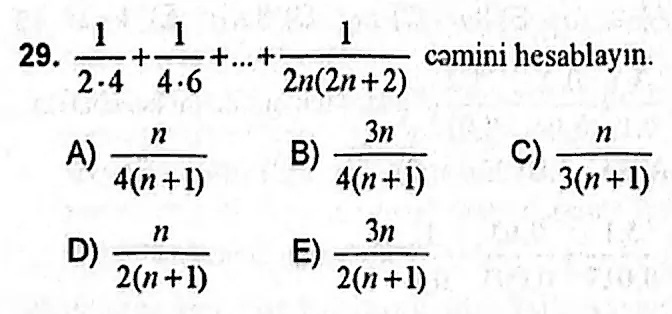 29. 1/(2·4) + 1/(4·6) + ... + 1/(2n(2n+2)) cəmini hesablayın.
A) n/(4(n+1)) B) 3n/(4(n+1)) C) n/(3(n+1))
D) n/(2(n+1)) E) 3n/(2(n+1))